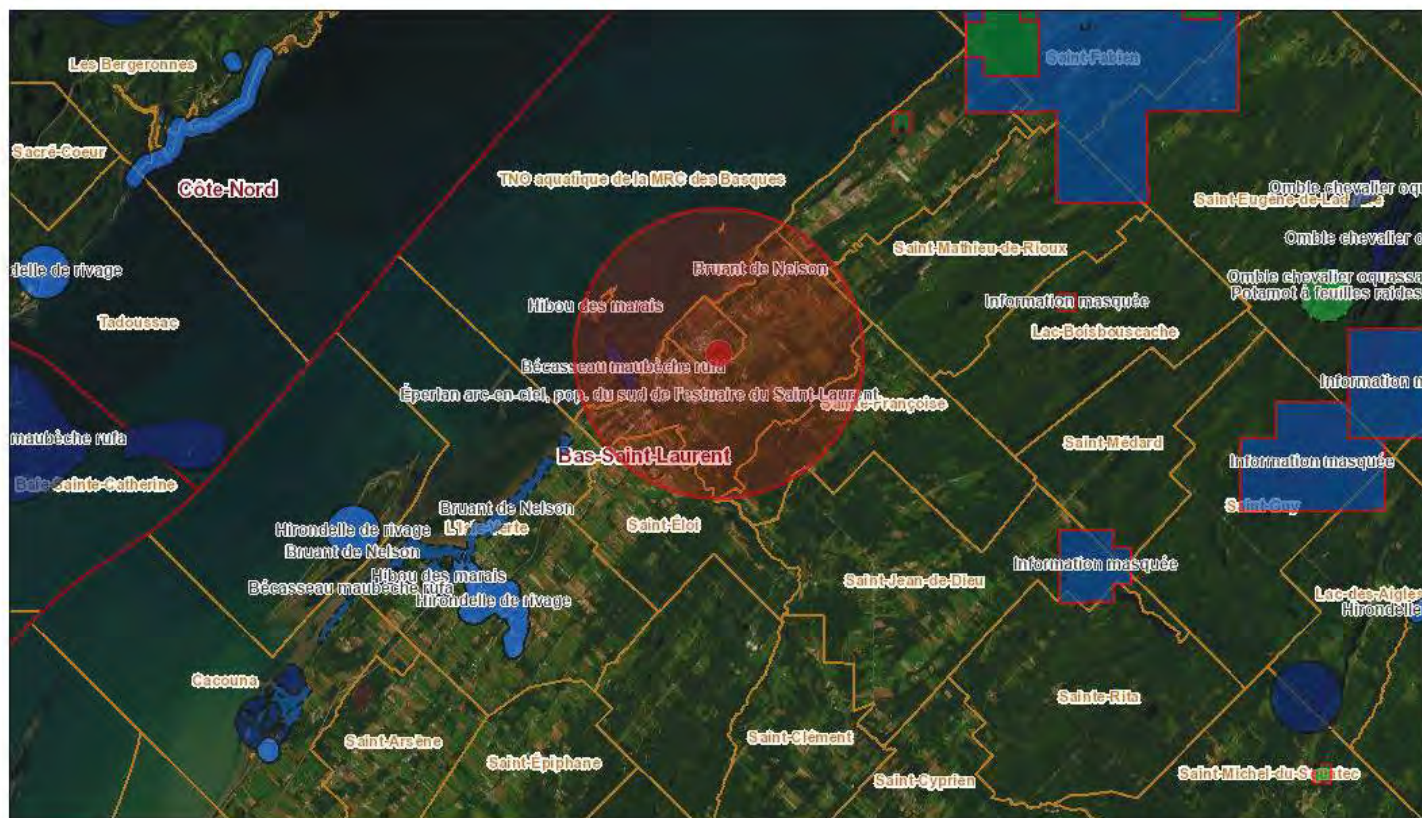 Les Bergeronnes
Saint-Fabien
Sacré-Coeur
Côte-Nord
TNO aquatique de la MRC des Basques
Omble chevalier oqu
Saint-Eugène-de-Ladrière
Omble chevalier o
Saint-Mathieu-de-Rioux
Bruant de Nelson
delle de rivage
Omble chevalier oquassa
Potamot à feuilles raides
Hibou des marais
Information masquée
Tadoussac
Lac-Boisbouscache
Bécasseau maubèche rufa
Information m
Éperlan arc-en-ciel, pop. du sud de l'estuaire du Saint-Laurent
Sainte-Françoise
maubèche rufa
Saint-Médard
Bas-Saint-Laurent
Information masquée
Baie-Sainte-Catherine
Saint-Guy
Bruant de Nelson
Hirondelle de rivage
L'Isle-Verte
Saint-Éloi
Bruant de Nelson
Information masquée
Hibou des marais
Bécasseau maubèche rufa
Saint-Jean-de-Dieu
Hirondelle de rivage
Lac-des-Aigles
Hirondelle
Cacouna
Sainte-Rita
Saint-Arsène
Saint-Clément
Saint-Épiphane
Saint-Cyprien
Saint-Michel-du-Squatec